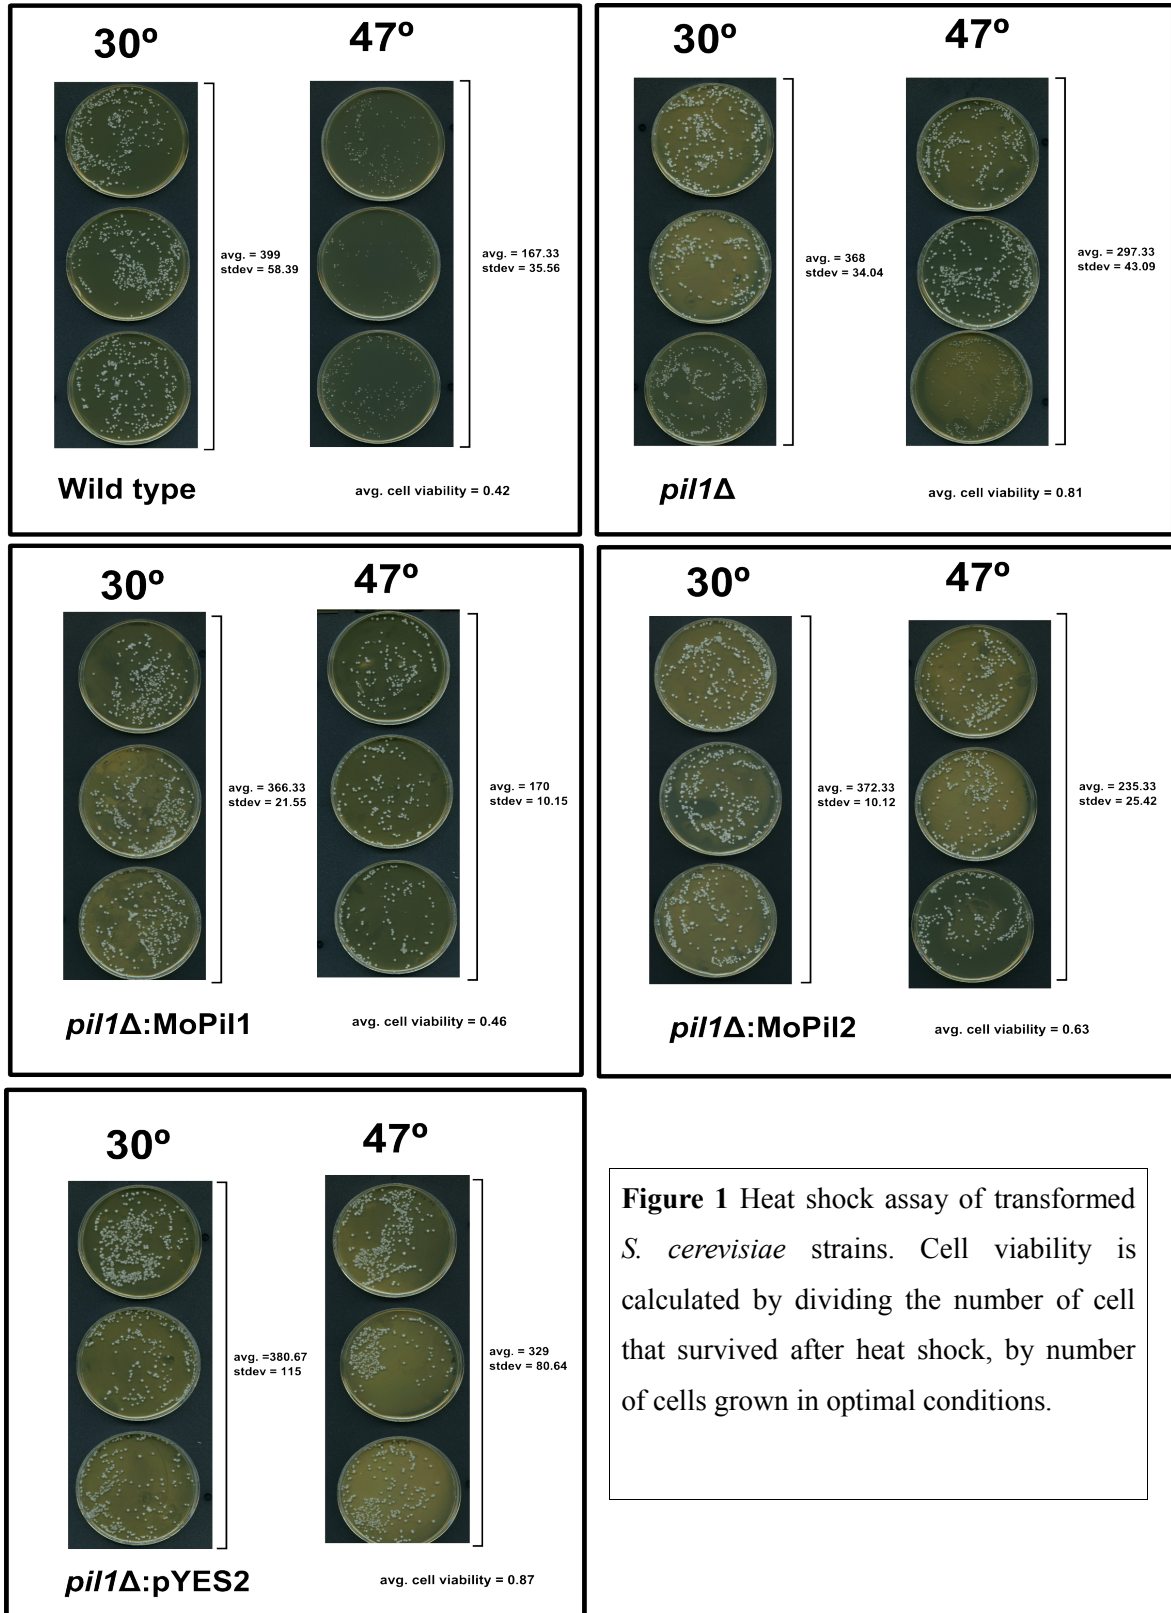 30º 47º
avg. = 399
stdev = 58.39
avg. = 167.33
stdev = 35.56
Wild type
avg. cell viability = 0.42
30º 47º
avg. = 368
stdev = 34.04
avg. = 297.33
stdev = 43.09
pil1Δ
avg. cell viability = 0.81
30º 47º
avg. = 366.33
stdev = 21.55
avg. = 170
stdev = 10.15
pil1Δ:MoPil1
avg. cell viability = 0.46
30º 47º
avg. = 372.33
stdev = 10.12
avg. = 235.33
stdev = 25.42
pil1Δ:MoPil2
avg. cell viability = 0.63
30º 47º
avg. =380.67
stdev = 115
avg. = 329
stdev = 80.64
pil1Δ:pYES2
avg. cell viability = 0.87
Figure 1 Heat shock assay of transformed
S. cerevisiae strains. Cell viability is
calculated by dividing the number of cell
that survived after heat shock, by number
of cells grown in optimal conditions.